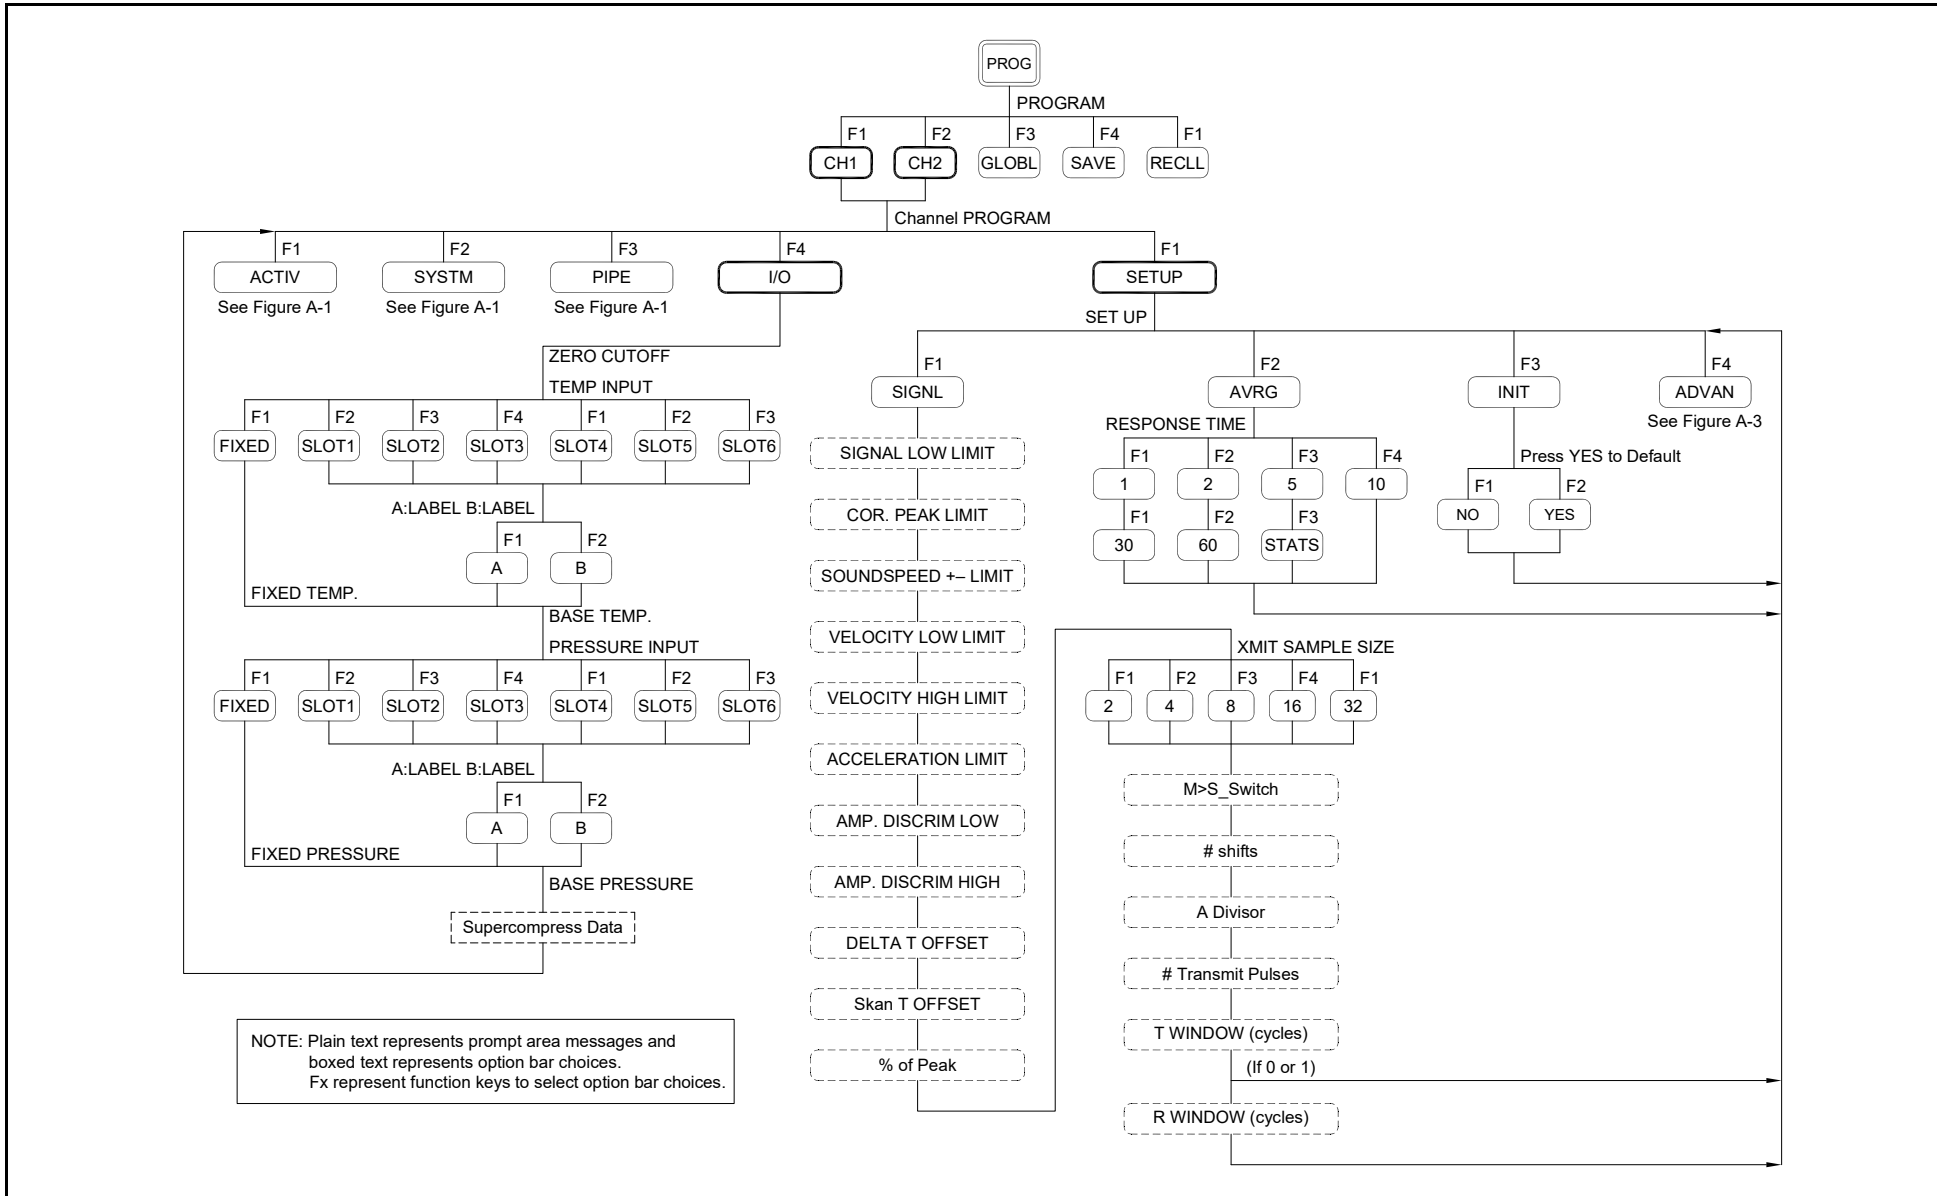 PROG
PROGRAM
F1 F2 F3 F4 F1
CH1 CH2 GLOBL SAVE RECLL
Channel PROGRAM
F1 F2 F3 F4 F1
ACTIV SYSTM PIPE I/O SETUP
See Figure A-1 See Figure A-1 See Figure A-1
ZERO CUTOFF
TEMP INPUT
F1 F2 F3 F4 F1 F2 F3
FIXED SLOT1 SLOT2 SLOT3 SLOT4 SLOT5 SLOT6
A:LABEL B:LABEL
F1 F2
A B
FIXED TEMP.
BASE TEMP.
PRESSURE INPUT
F1 F2 F3 F4 F1 F2 F3
FIXED SLOT1 SLOT2 SLOT3 SLOT4 SLOT5 SLOT6
A:LABEL B:LABEL
F1 F2
A B
FIXED PRESSURE
BASE PRESSURE
Supercompress Data
NOTE: Plain text represents prompt area messages and
boxed text represents option bar choices.
Fx represent function keys to select option bar choices.
SET UP
F1 F2 F3 F4
SIGNL AVRG INIT ADVAN
See Figure A-3
SIGNAL LOW LIMIT
COR. PEAK LIMIT
SOUNDSPEED +– LIMIT
VELOCITY LOW LIMIT
VELOCITY HIGH LIMIT
ACCELERATION LIMIT
AMP. DISCRIM LOW
AMP. DISCRIM HIGH
DELTA T OFFSET
Skan T OFFSET
% of Peak
RESPONSE TIME
F1 F2 F3 F4
1 2 5 10
F1 F2 F3
30 60 STATS
Press YES to Default
F1 F2
NO YES
XMIT SAMPLE SIZE
F1 F2 F3 F4 F1
2 4 8 16 32
M>S_Switch
# shifts
A Divisor
# Transmit Pulses
T WINDOW (cycles)
(If 0 or 1)
R WINDOW (cycles)